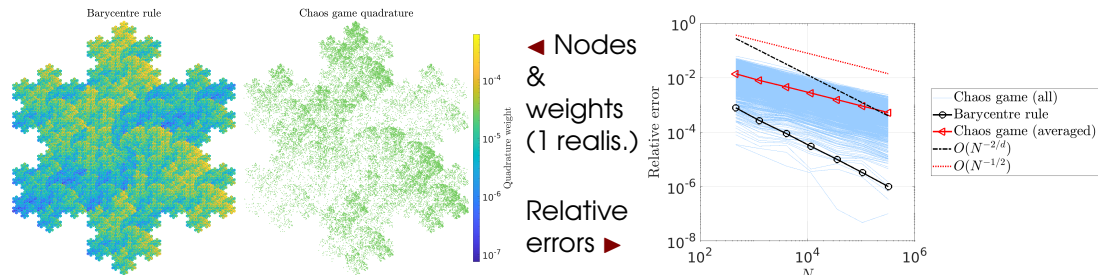 Barycentre rule
Chaos game quadrature
10^{-4}
10^{-5}
10^{-6}
10^{-7}
Quadrature weight
◄ Nodes
&
weights
(1 realis.)
Relative
errors ►
10^0
10^{-2}
10^{-4}
10^{-6}
10^{-8}
Relative error
10^2
10^4
10^6
N
Chaos game (all)
Barycentre rule
Chaos game (averaged)
O(N^{-2/d})
O(N^{-1/2})